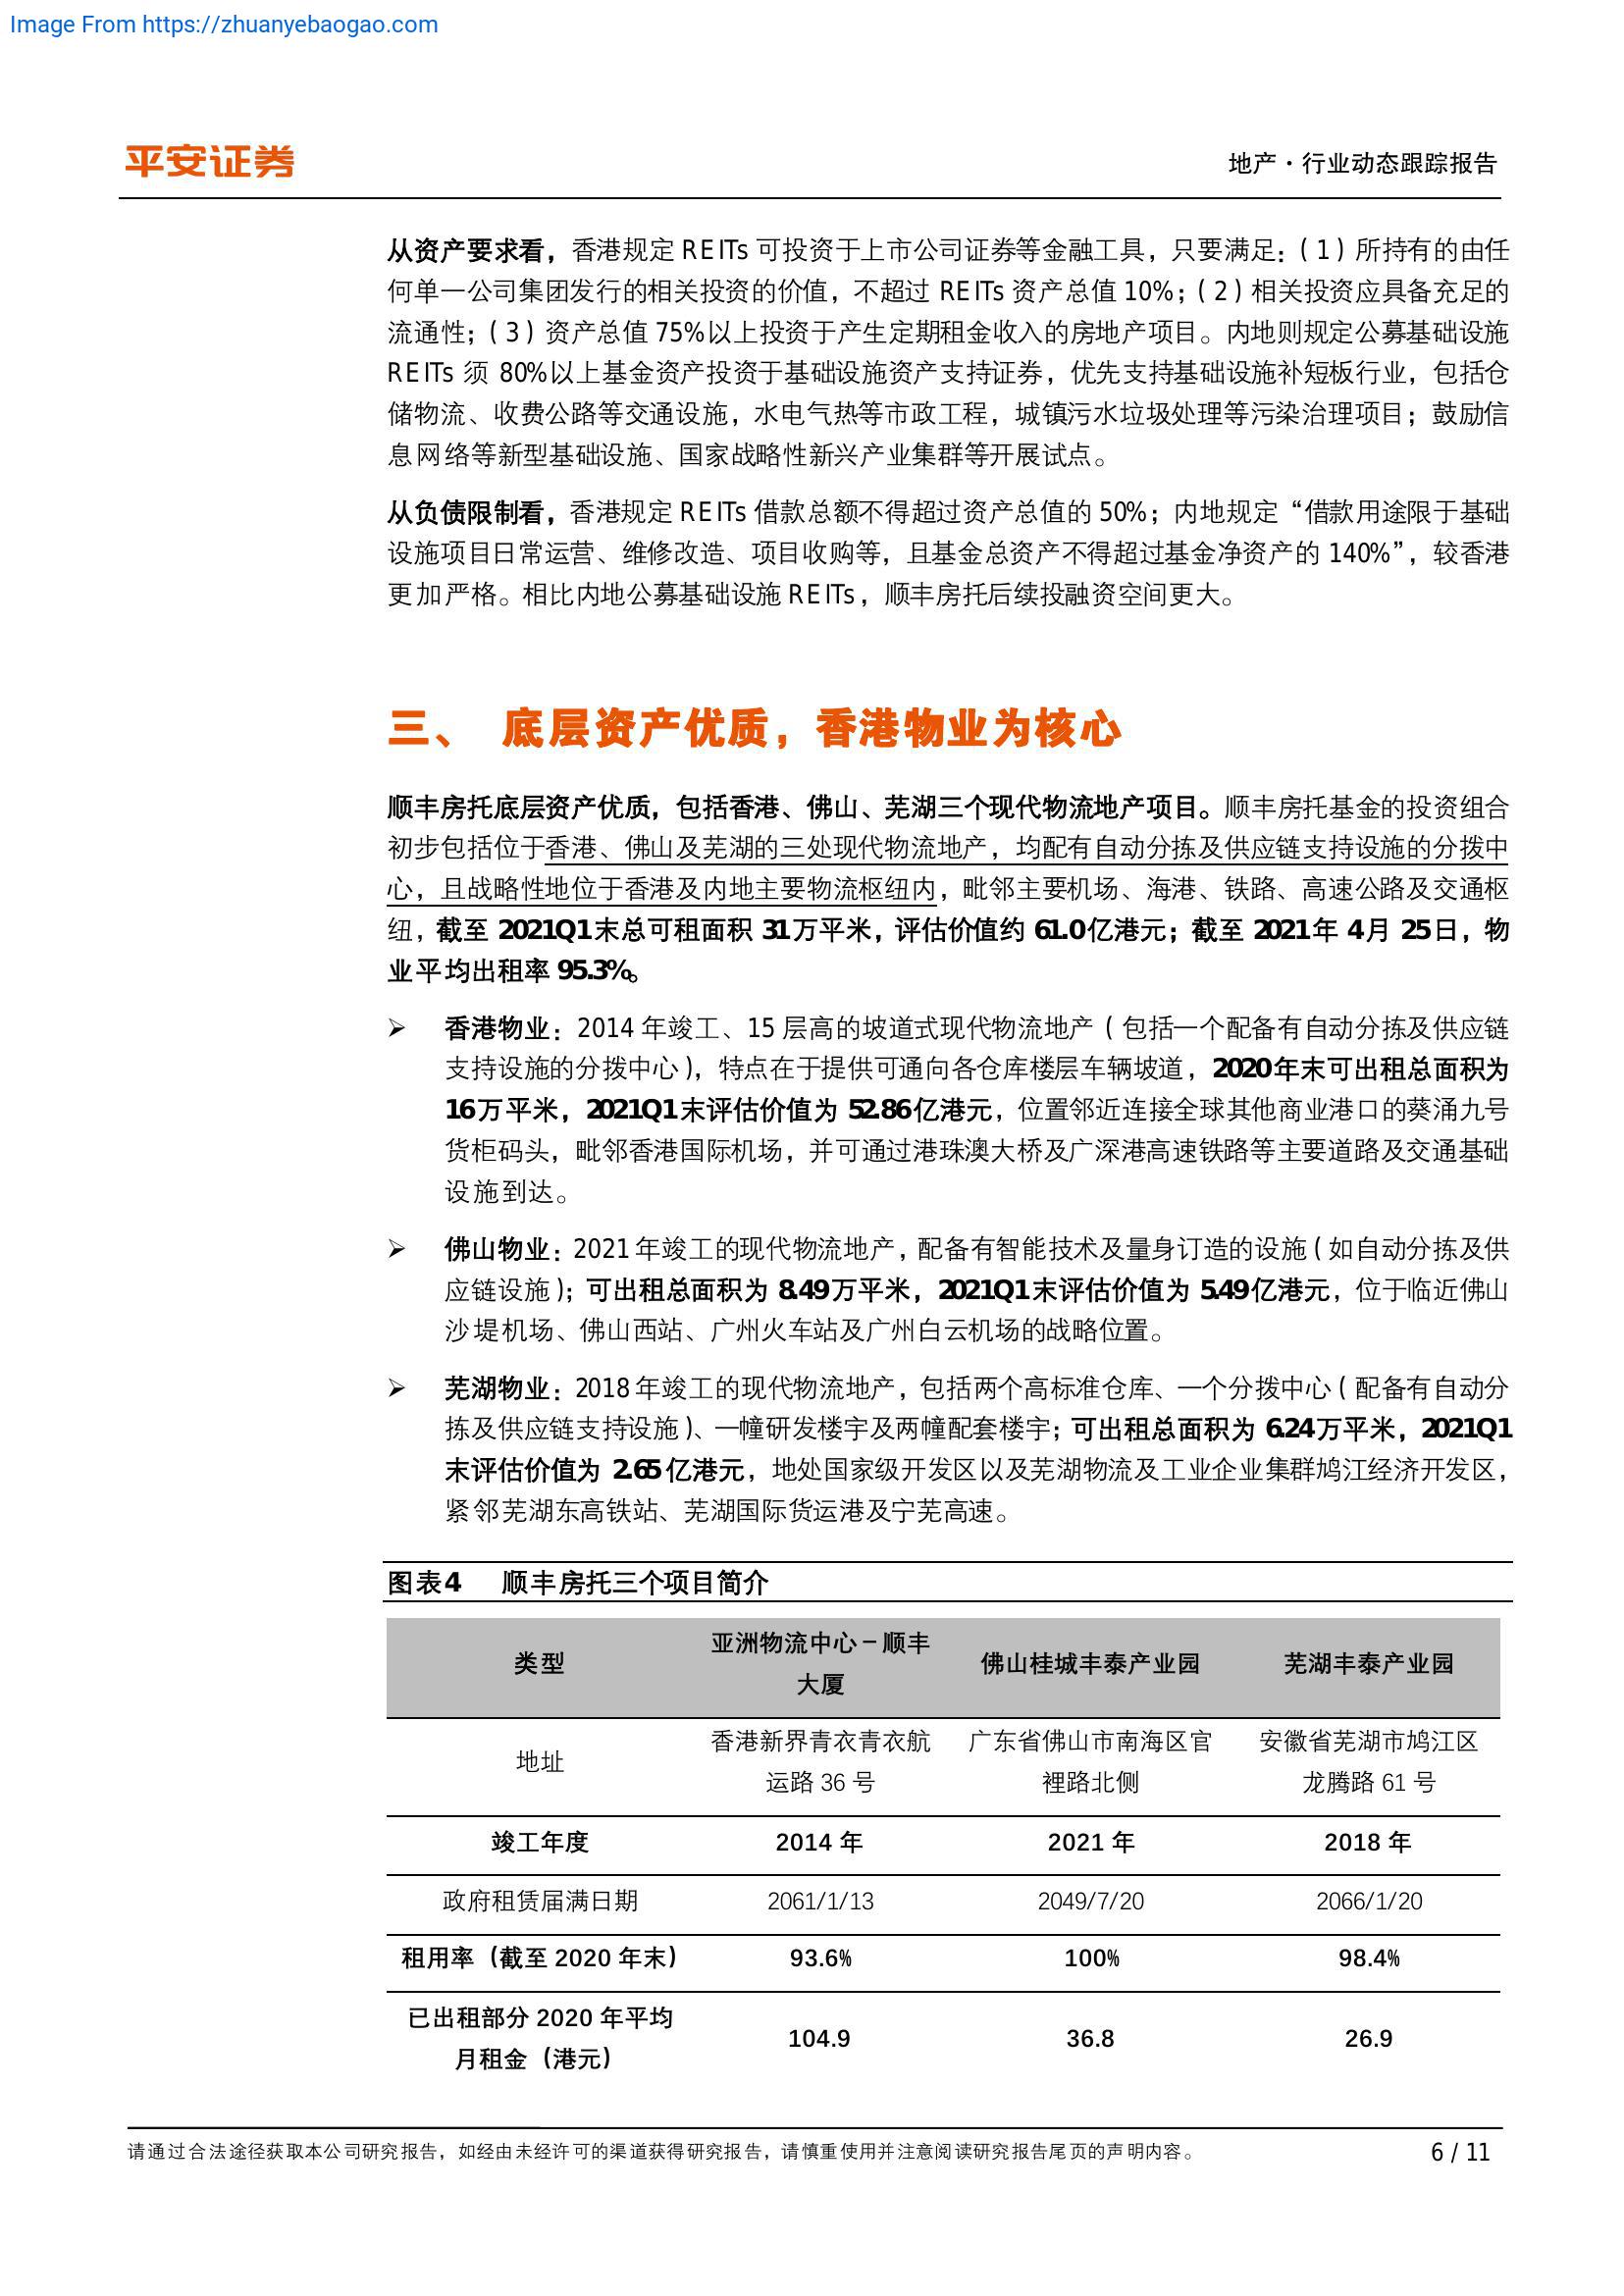 Image From https://zhuanyebaogao.com
平安证券
地产·行业动态跟踪报告
从资产要求看，香港规定 REITs 可投资于上市公司证券等金融工具，只要满足：（1）所持有的由任
何单一公司集团发行的相关投资的价值，不超过 REITs 资产总值 10%；（2）相关投资应具备充足的
流通性；（3）资产总值 75%以上投资于产生定期租金收入的房地产项目。内地则规定公募基础设施
REITs 须 80%以上基金资产投资于基础设施资产支持证券，优先支持基础设施补短板行业，包括仓
储物流、收费公路等交通设施，水电气热等市政工程，城镇污水垃圾处理等污染治理项目；鼓励信
息网络等新型基础设施、国家战略性新兴产业集群等开展试点。
从负债限制看，香港规定 REITs 借款总额不得超过资产总值的 50%；内地规定“借款用途限于基础
设施项目日常运营、维修改造、项目收购等，且基金总资产不得超过基金净资产的 140%”，较香港
更加严格。相比内地公募基础设施 REITs，顺丰房托后续投融资空间更大。
三、 底层资产优质，香港物业为核心
顺丰房托底层资产优质，包括香港、佛山、芜湖三个现代物流地产项目。顺丰房托基金的投资组合
初步包括位于香港、佛山及芜湖的三处现代物流地产，均配有自动分拣及供应链支持设施的分拨中
心，且战略性地位于香港及内地主要物流枢纽内，毗邻主要机场、海港、铁路、高速公路及交通枢
纽，截至 2021Q1 末总可租面积 31 万平米，评估价值约 61.0 亿港元；截至 2021 年 4 月 25 日，物
业平均出租率 95.3%。
➢ 香港物业：2014 年竣工、15 层高的坡道式现代物流地产（包括一个配备有自动分拣及供应链
支持设施的分拨中心），特点在于提供可通向各仓库楼层车辆坡道，2020 年末可出租总面积为
16 万平米，2021Q1 末评估价值为 52.86 亿港元，位置邻近连接全球其他商业港口的葵涌九号
货柜码头，毗邻香港国际机场，并可通过港珠澳大桥及广深港高速铁路等主要道路及交通基础
设施到达。
➢ 佛山物业：2021 年竣工的现代物流地产，配备有智能技术及量身订造的设施（如自动分拣及供
应链设施）；可出租总面积为 8.49 万平米，2021Q1 末评估价值为 5.49 亿港元，位于临近佛山
沙堤机场、佛山西站、广州火车站及广州白云机场的战略位置。
➢ 芜湖物业：2018 年竣工的现代物流地产，包括两个高标准仓库、一个分拨中心（配备有自动分
拣及供应链支持设施）、一幢研发楼宇及两幢配套楼宇；可出租总面积为 6.24 万平米，2021Q1
末评估价值为 2.65 亿港元，地处国家级开发区以及芜湖物流及工业企业集群鸠江经济开发区，
紧邻芜湖东高铁站、芜湖国际货运港及宁芜高速。
图表4 顺丰房托三个项目简介
类型 亚洲物流中心－顺丰 佛山桂城丰泰产业园 芜湖丰泰产业园
大厦
地址 香港新界青衣青衣航 广东省佛山市南海区官 安徽省芜湖市鸠江区
运路 36 号 裡路北侧 龙腾路 61 号
竣工年度 2014 年 2021 年 2018 年
政府租赁届满日期 2061/1/13 2049/7/20 2066/1/20
租用率（截至 2020 年末） 93.6% 100% 98.4%
已出租部分 2020 年平均
月租金（港元） 104.9 36.8 26.9
请通过合法途径获取本公司研究报告，如经由未经许可的渠道获得研究报告，请慎重使用并注意阅读研究报告尾页的声明内容。 6 / 11